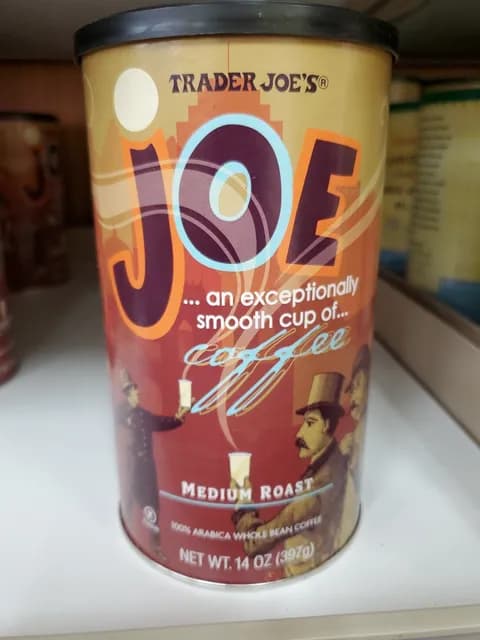 TRADER JOE'S®
JOE
... an exceptionally
smooth cup of...
coffee
MEDIUM ROAST
100% ARABICA WHOLE BEAN COFFEE
NET WT. 14 OZ (397g)